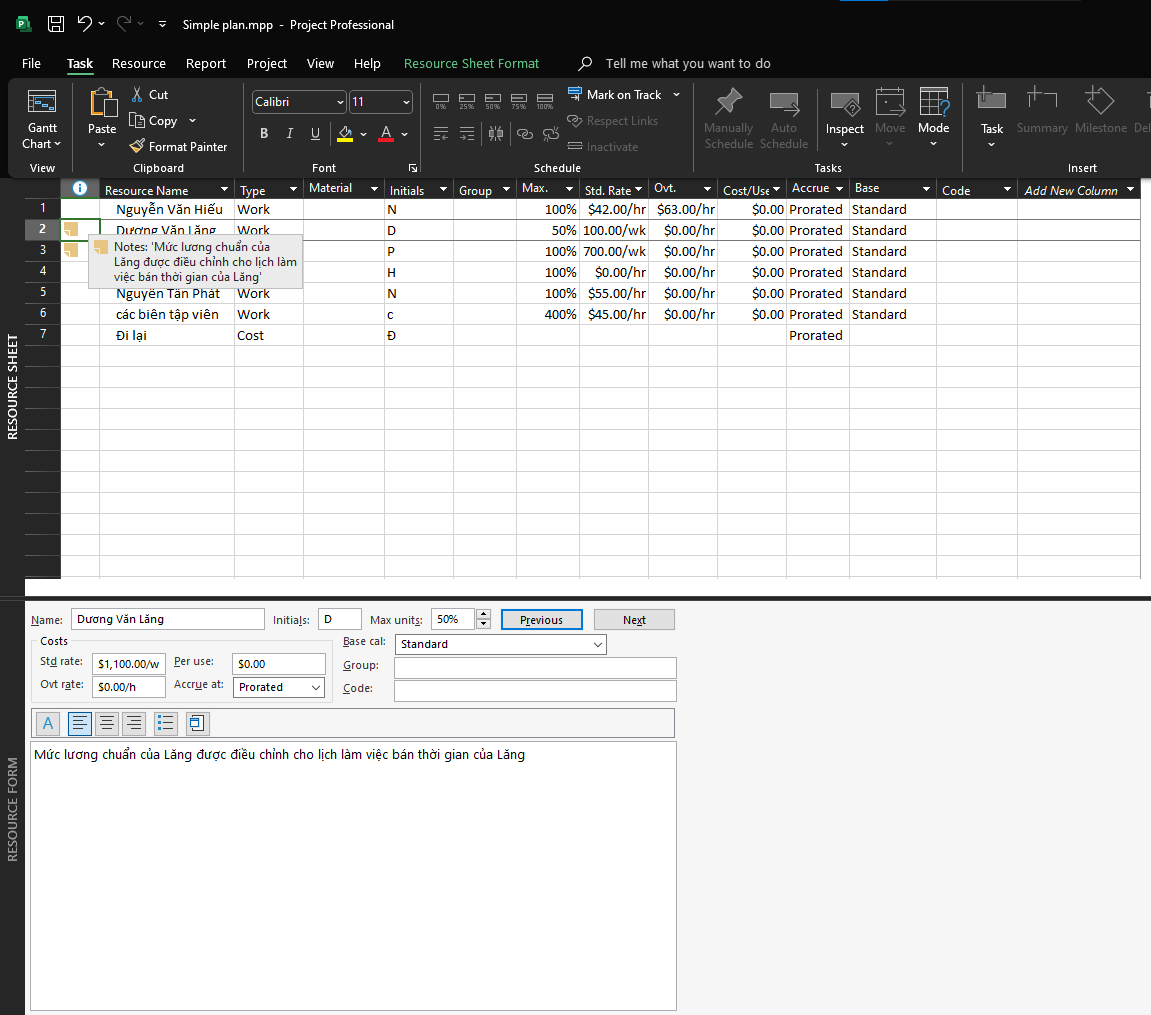 Simple plan.mpp - Project Professional
File Task Resource Report Project View Help Resource Sheet Format Tell me what you want to do
Gantt Chart
View
Paste
Cut
Copy
Format Painter
Clipboard
Calibri 11
B I U A
Font
0% 25% 50% 75% 100%
Mark on Track
Respect Links
Inactivate
Schedule
Manually Schedule
Auto Schedule
Inspect
Move
Mode
Tasks
Task
Summary
Milestone
Del
Insert
Resource Name Type Material Initials Group Max. Std. Rate Ovt. Cost/Use Accrue Base Code Add New Column
1 Nguyễn Văn Hiếu Work N 100% $42.00/hr $63.00/hr $0.00 Prorated Standard
2 Dương Văn Lăng Work D 50% 100.00/wk $0.00/hr $0.00 Prorated Standard
3 P 100% 700.00/wk $0.00/hr $0.00 Prorated Standard
4 H 100% $0.00/hr $0.00/hr $0.00 Prorated Standard
5 Nguyễn Tấn Phát Work N 100% $55.00/hr $0.00/hr $0.00 Prorated Standard
6 các biên tập viên Work c 400% $45.00/hr $0.00/hr $0.00 Prorated Standard
7 Đi lại Cost Đ Prorated
Notes: 'Mức lương chuẩn của
Lăng được điều chỉnh cho lịch làm
việc bán thời gian của Lăng'
RESOURCE SHEET
Name: Dương Văn Lăng Initials: D Max units: 50% Previous Next
Costs
Base cal: Standard
Std rate: $1,100.00/w Per use: $0.00
Group:
Ovt rate: $0.00/h Accrue at: Prorated
Code:
A
Mức lương chuẩn của Lăng được điều chỉnh cho lịch làm việc bán thời gian của Lăng
RESOURCE FORM